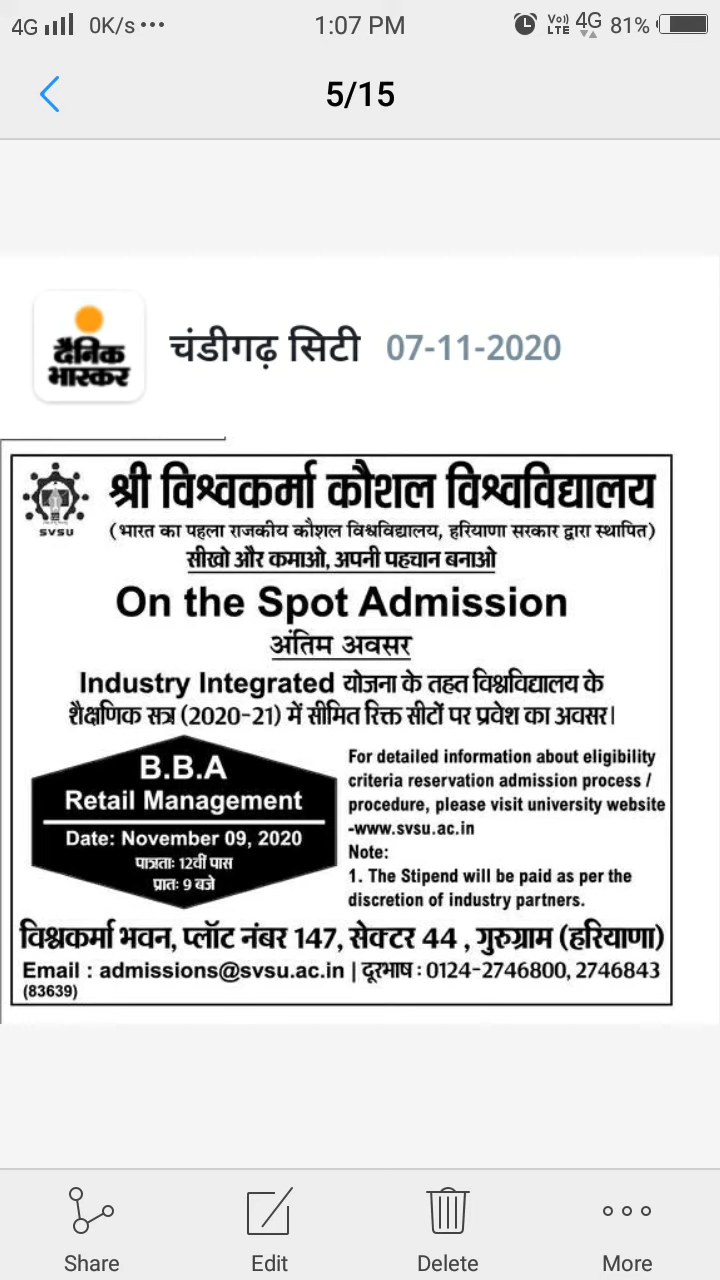 4G 0K/s ••• 1:07 PM Vo)) LTE 4G 81%
5/15
दैनिक
भास्कर
चंडीगढ़ सिटी 07-11-2020
SVSU
श्री विश्वकर्मा कौशल विश्वविद्यालय
(भारत का पहला राजकीय कौशल विश्वविद्यालय, हरियाणा सरकार द्वारा स्थापित)
सीखो और कमाओ, अपनी पहचान बनाओ
On the Spot Admission
अंतिम अवसर
Industry Integrated योजना के तहत विश्वविद्यालय के
शैक्षणिक सत्र (2020-21) में सीमित रिक्त सीटों पर प्रवेश का अवसर।
B.B.A
Retail Management
Date: November 09, 2020
पात्रताः 12वीं पास
प्रातः 9 बजे
For detailed information about eligibility
criteria reservation admission process /
procedure, please visit university website
-www.svsu.ac.in
Note:
1. The Stipend will be paid as per the
discretion of industry partners.
विश्वकर्मा भवन, प्लॉट नंबर 147, सेक्टर 44 , गुरुग्राम (हरियाणा)
Email : admissions@svsu.ac.in | दूरभाष : 0124-2746800, 2746843
(83639)
Share Edit Delete More